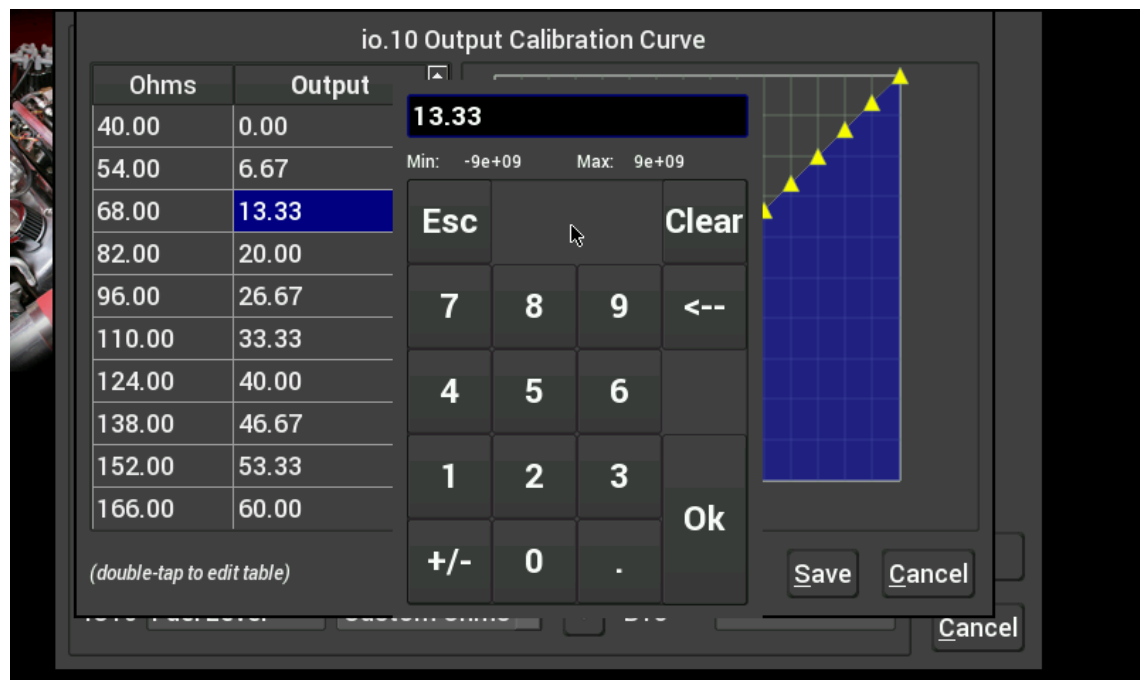 io.10 Output Calibration Curve
Ohms Output
40.00 0.00
54.00 6.67
68.00 13.33
82.00 20.00
96.00 26.67
110.00 33.33
124.00 40.00
138.00 46.67
152.00 53.33
166.00 60.00
13.33
Min: -9e+09 Max: 9e+09
Esc Clear
7 8 9 <--
4 5 6
1 2 3
Ok
+/- 0 .
(double-tap to edit table)
Save Cancel
Cancel